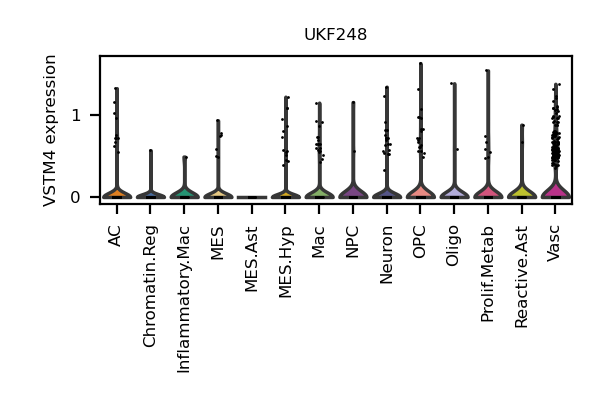 UKF248
VSTM4 expression
1
0
AC
Chromatin.Reg
Inflammatory.Mac
MES
MES.Ast
MES.Hyp
Mac
NPC
Neuron
OPC
Oligo
Prolif.Metab
Reactive.Ast
Vasc